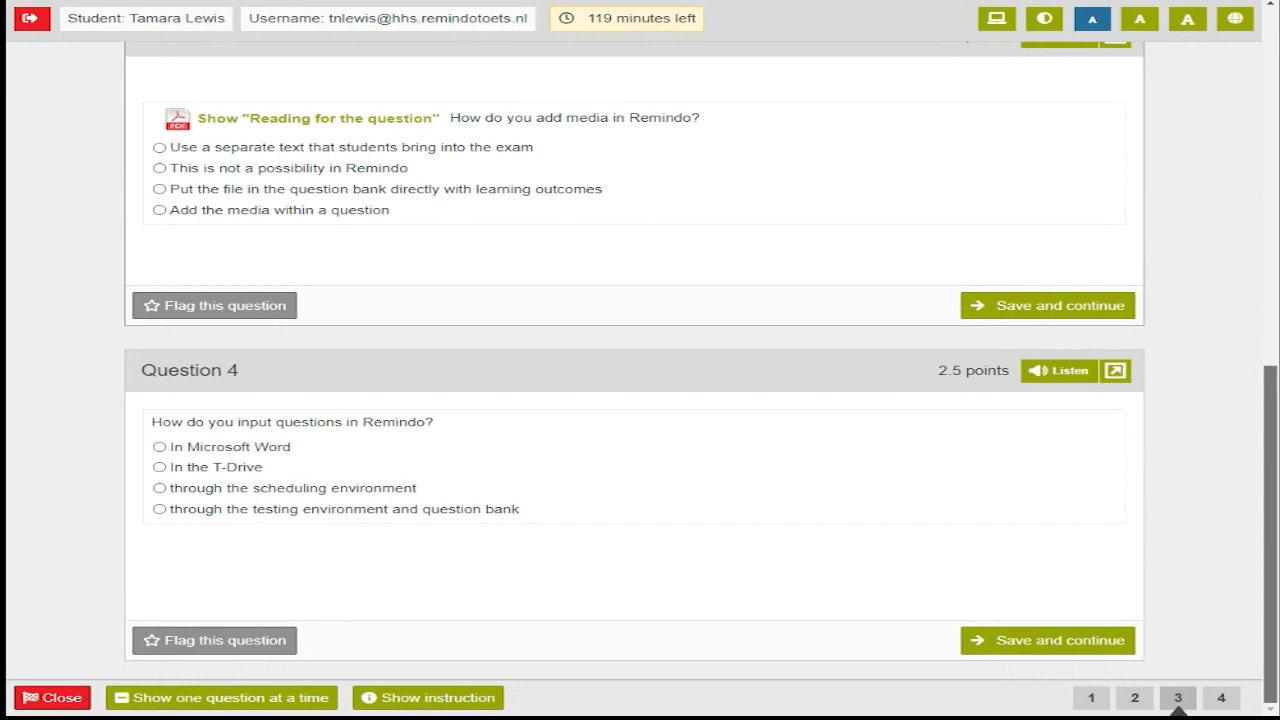 Student: Tamara Lewis Username: tnlewis@hhs.remindotoets.nl 119 minutes left A A A
PDF Show "Reading for the question" How do you add media in Remindo?
Use a separate text that students bring into the exam
This is not a possibility in Remindo
Put the file in the question bank directly with learning outcomes
Add the media within a question
Flag this question Save and continue
Question 4 2.5 points Listen
How do you input questions in Remindo?
In Microsoft Word
In the T-Drive
through the scheduling environment
through the testing environment and question bank
Flag this question Save and continue
Close Show one question at a time Show instruction 1 2 3 4